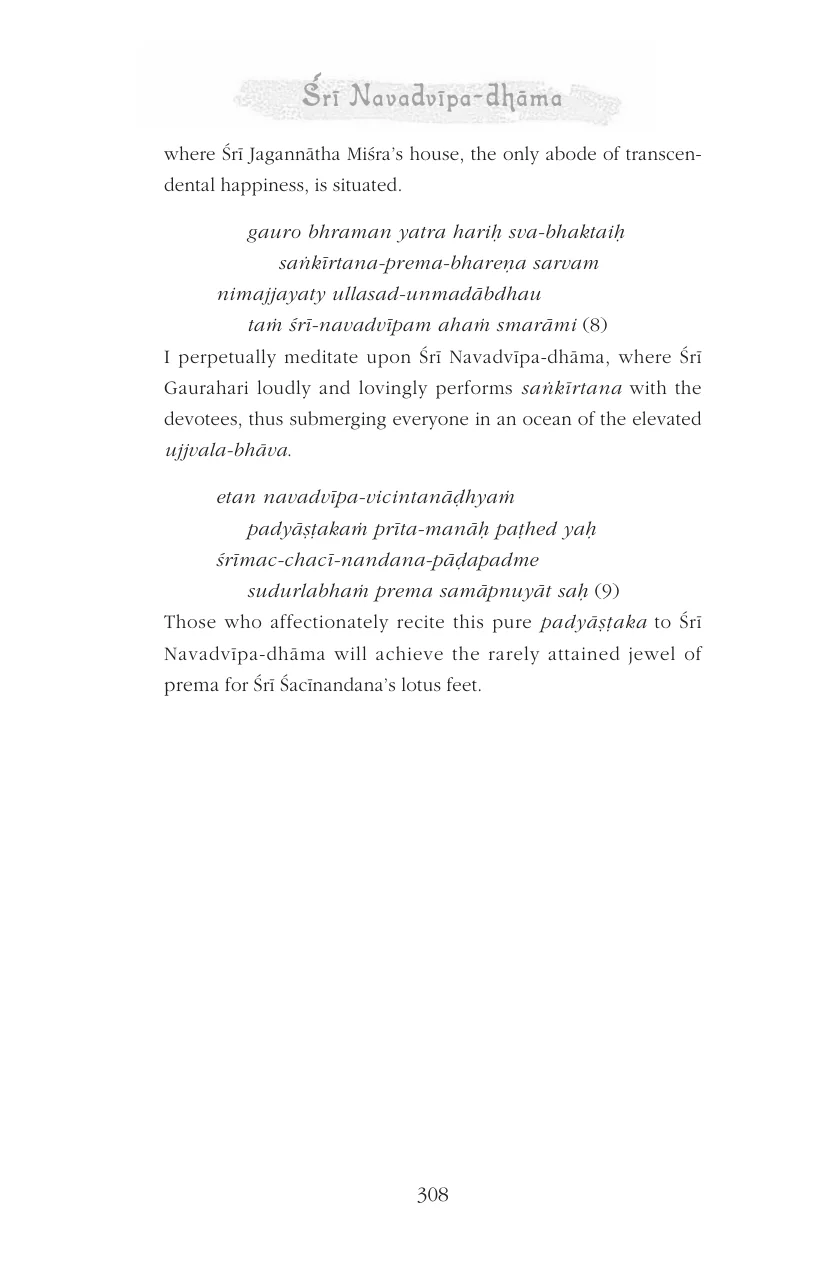 Śrī Navadvīpa-dhāma
where Śrī Jagannātha Miśra’s house, the only abode of transcen-
dental happiness, is situated.
gauro bhraman yatra hariḥ sva-bhaktaiḥ
saṅkīrtana-prema-bhareṇa sarvam
nimajjayaty ullasad-unmadābdhau
taṁ śrī-navadvīpam ahaṁ smarāmi (8)
I perpetually meditate upon Śrī Navadvīpa-dhāma, where Śrī
Gaurahari loudly and lovingly performs saṅkīrtana with the
devotees, thus submerging everyone in an ocean of the elevated
ujjvala-bhāva.
etan navadvīpa-vicintanāḍhyaṁ
padyāṣṭakaṁ prīta-manāḥ paṭhed yaḥ
śrīmac-chacī-nandana-pāḍapadme
sudurlabhaṁ prema samāpnuyāt saḥ (9)
Those who affectionately recite this pure padyāṣṭaka to Śrī
Navadvīpa-dhāma will achieve the rarely attained jewel of
prema for Śrī Śacīnandana’s lotus feet.
308